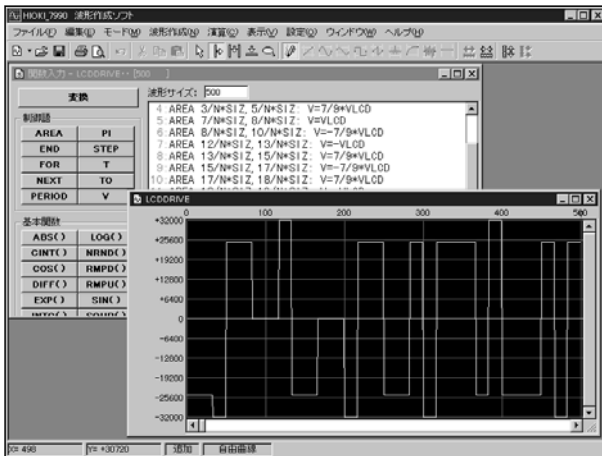 HIOKI_7990 波形作成ソフト
ファイル(F) 編集(E) モード(M) 波形作成(N) 演算(C) 表示(V) 設定(O) ウィンドウ(W) ヘルプ(H)
関数入力 - LCDDRIVE-- [500 ]
変換
波形サイズ: 500
制御語
AREA PI
END STEP
FOR T
NEXT TO
PERIOD V
基本関数
ABS( ) LOG( )
CINT( ) NRND( )
COS( ) RMPD( )
DIFF( ) RMPU( )
EXP( ) SIN( )
4: AREA 3/N*SIZ, 5/N*SIZ: V=7/9*VLCD
5: AREA 7/N*SIZ, 8/N*SIZ: V=VLCD
6: AREA 8/N*SIZ, 10/N*SIZ: V=-7/9*VLCD
7: AREA 12/N*SIZ, 13/N*SIZ: V=-VLCD
8: AREA 13/N*SIZ, 15/N*SIZ: V=7/9*VLCD
9: AREA 15/N*SIZ, 17/N*SIZ: V=-7/9*VLCD
10: AREA 17/N*SIZ, 18/N*SIZ: V=7/9*VLCD
LCDDRIVE
0 100 200 300 400 500
+32000
+25600
+19200
+12800
+6400
0
-6400
-12800
-19200
-25600
-32000
X= 498 Y= +30720 追加 自由曲線